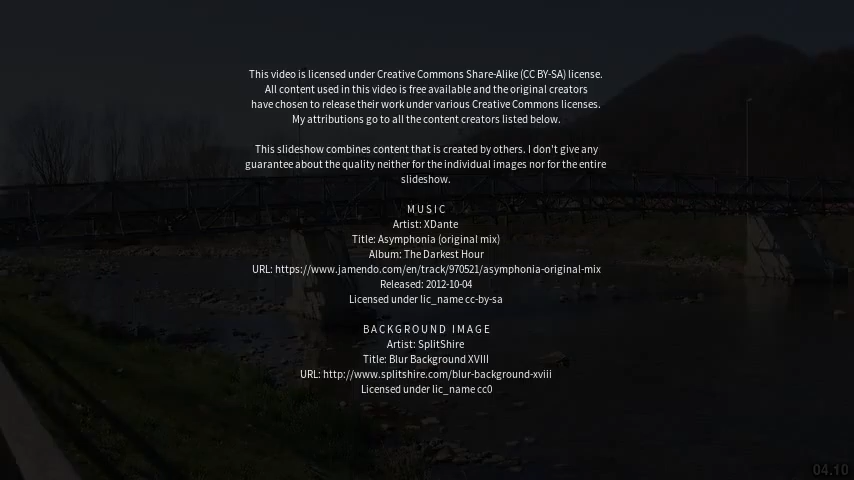 This video is licensed under Creative Commons Share-Alike (CC BY-SA) license.
All content used in this video is free available and the original creators
have chosen to release their work under various Creative Commons licenses.
My attributions go to all the content creators listed below.
This slideshow combines content that is created by others. I don't give any
guarantee about the quality neither for the individual images nor for the entire
slideshow.
MUSIC
Artist: XDante
Title: Asymphonia (original mix)
Album: The Darkest Hour
URL: https://www.jamendo.com/en/track/970521/asymphonia-original-mix
Released: 2012-10-04
Licensed under lic_name cc-by-sa
BACKGROUND IMAGE
Artist: SplitShire
Title: Blur Background XVIII
URL: http://www.splitshire.com/blur-background-xviii
Licensed under lic_name cc0
04.10